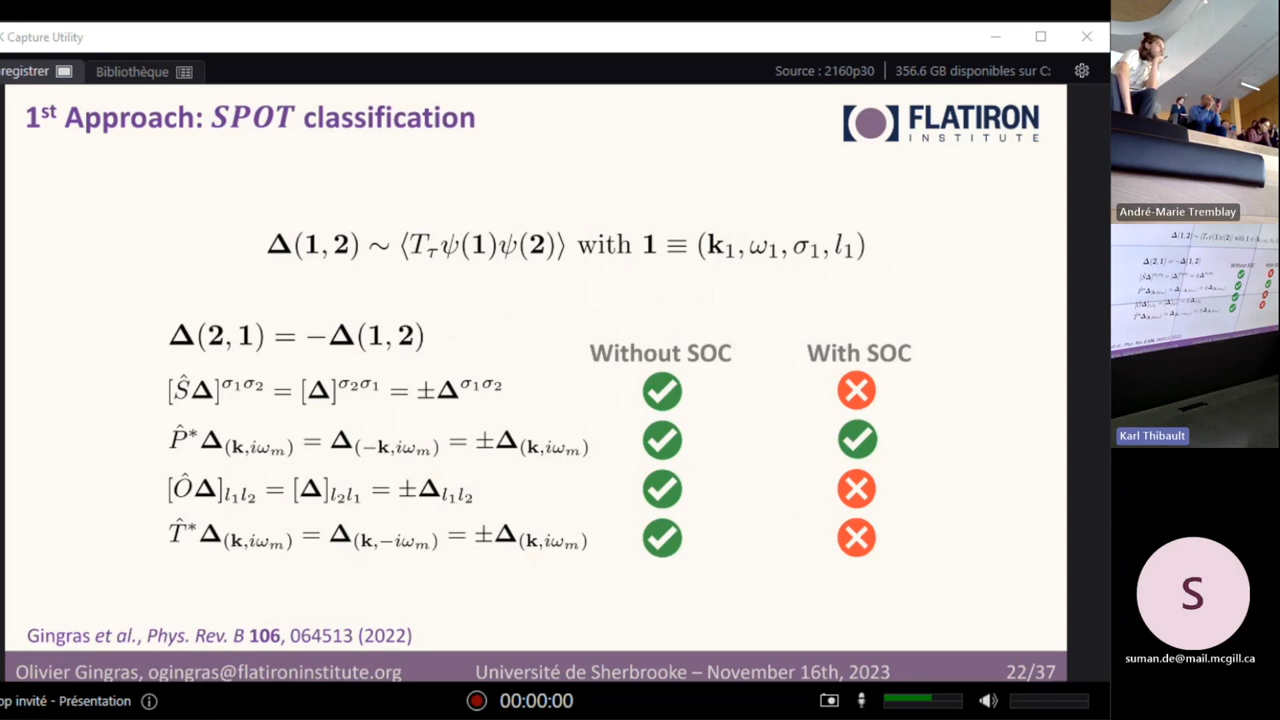 K Capture Utility
registrer
Bibliothèque
Source : 2160p30
356.6 GB disponibles sur C:
1st Approach: SPOT classification
FLATIRON
INSTITUTE
Δ(1, 2) ∼ ⟨T_τ ψ(1)ψ(2)⟩ with 1 ≡ (k₁, ω₁, σ₁, l₁)
Δ(2, 1) = −Δ(1, 2)
Without SOC
With SOC
[ŜΔ]^{σ₁σ₂} = [Δ]^{σ₂σ₁} = ±Δ^{σ₁σ₂}
P̂*Δ_{(k,iω_m)} = Δ_{(−k,iω_m)} = ±Δ_{(k,iω_m)}
[ÔΔ]_{l₁l₂} = [Δ]_{l₂l₁} = ±Δ_{l₁l₂}
T̂*Δ_{(k,iω_m)} = Δ_{(k,−iω_m)} = ±Δ_{(k,iω_m)}
Gingras et al., Phys. Rev. B 106, 064513 (2022)
Olivier Gingras, ogingras@flatironinstitute.org
Université de Sherbrooke – November 16th, 2023
22/37
op invité - Présentation
00:00:00
André-Marie Tremblay
Karl Thibault
S
suman.de@mail.mcgill.ca